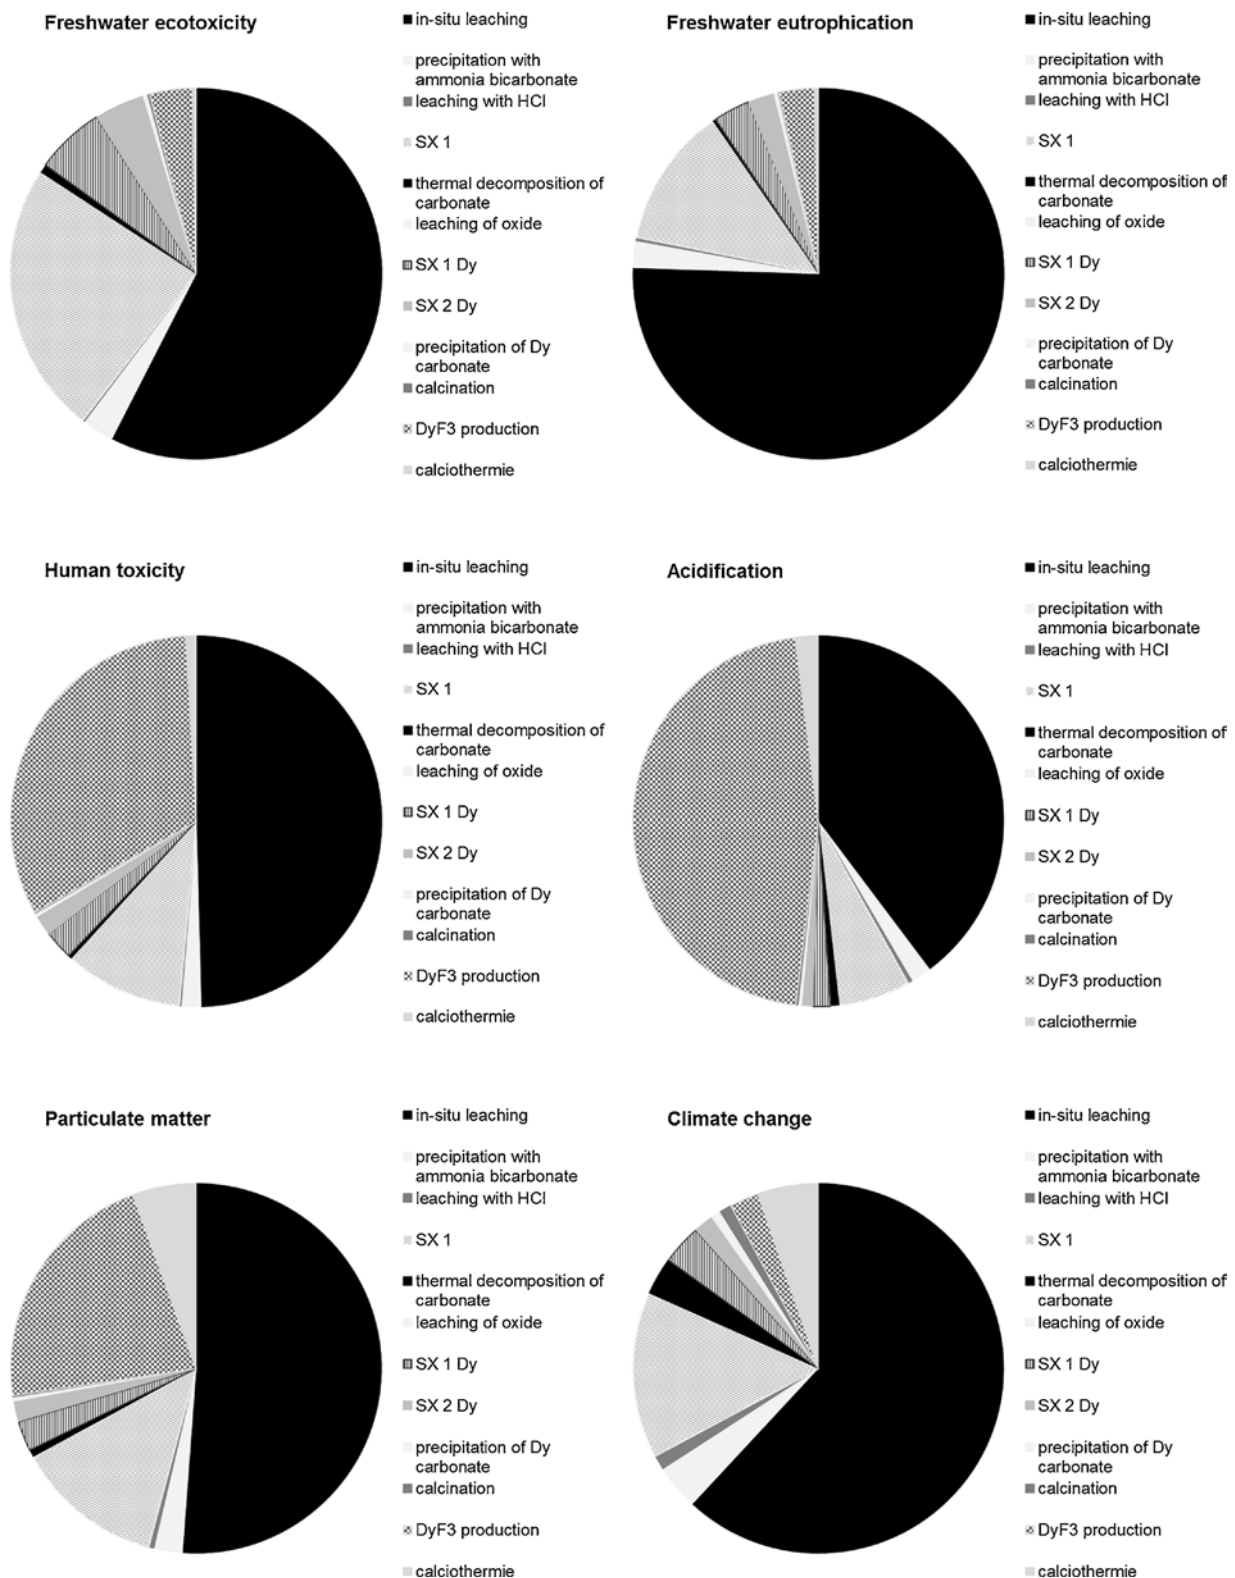 Freshwater ecotoxicity
in-situ leaching
precipitation with
ammonia bicarbonate
leaching with HCl
SX 1
thermal decomposition of
carbonate
leaching of oxide
SX 1 Dy
SX 2 Dy
precipitation of Dy
carbonate
calcination
DyF3 production
calciothermie
Freshwater eutrophication
in-situ leaching
precipitation with
ammonia bicarbonate
leaching with HCl
SX 1
thermal decomposition of
carbonate
leaching of oxide
SX 1 Dy
SX 2 Dy
precipitation of Dy
carbonate
calcination
DyF3 production
calciothermie
Human toxicity
in-situ leaching
precipitation with
ammonia bicarbonate
leaching with HCl
SX 1
thermal decomposition of
carbonate
leaching of oxide
SX 1 Dy
SX 2 Dy
precipitation of Dy
carbonate
calcination
DyF3 production
calciothermie
Acidification
in-situ leaching
precipitation with
ammonia bicarbonate
leaching with HCl
SX 1
thermal decomposition of
carbonate
leaching of oxide
SX 1 Dy
SX 2 Dy
precipitation of Dy
carbonate
calcination
DyF3 production
calciothermie
Particulate matter
in-situ leaching
precipitation with
ammonia bicarbonate
leaching with HCl
SX 1
thermal decomposition of
carbonate
leaching of oxide
SX 1 Dy
SX 2 Dy
precipitation of Dy
carbonate
calcination
DyF3 production
calciothermie
Climate change
in-situ leaching
precipitation with
ammonia bicarbonate
leaching with HCl
SX 1
thermal decomposition of
carbonate
leaching of oxide
SX 1 Dy
SX 2 Dy
precipitation of Dy
carbonate
calcination
DyF3 production
calciothermie